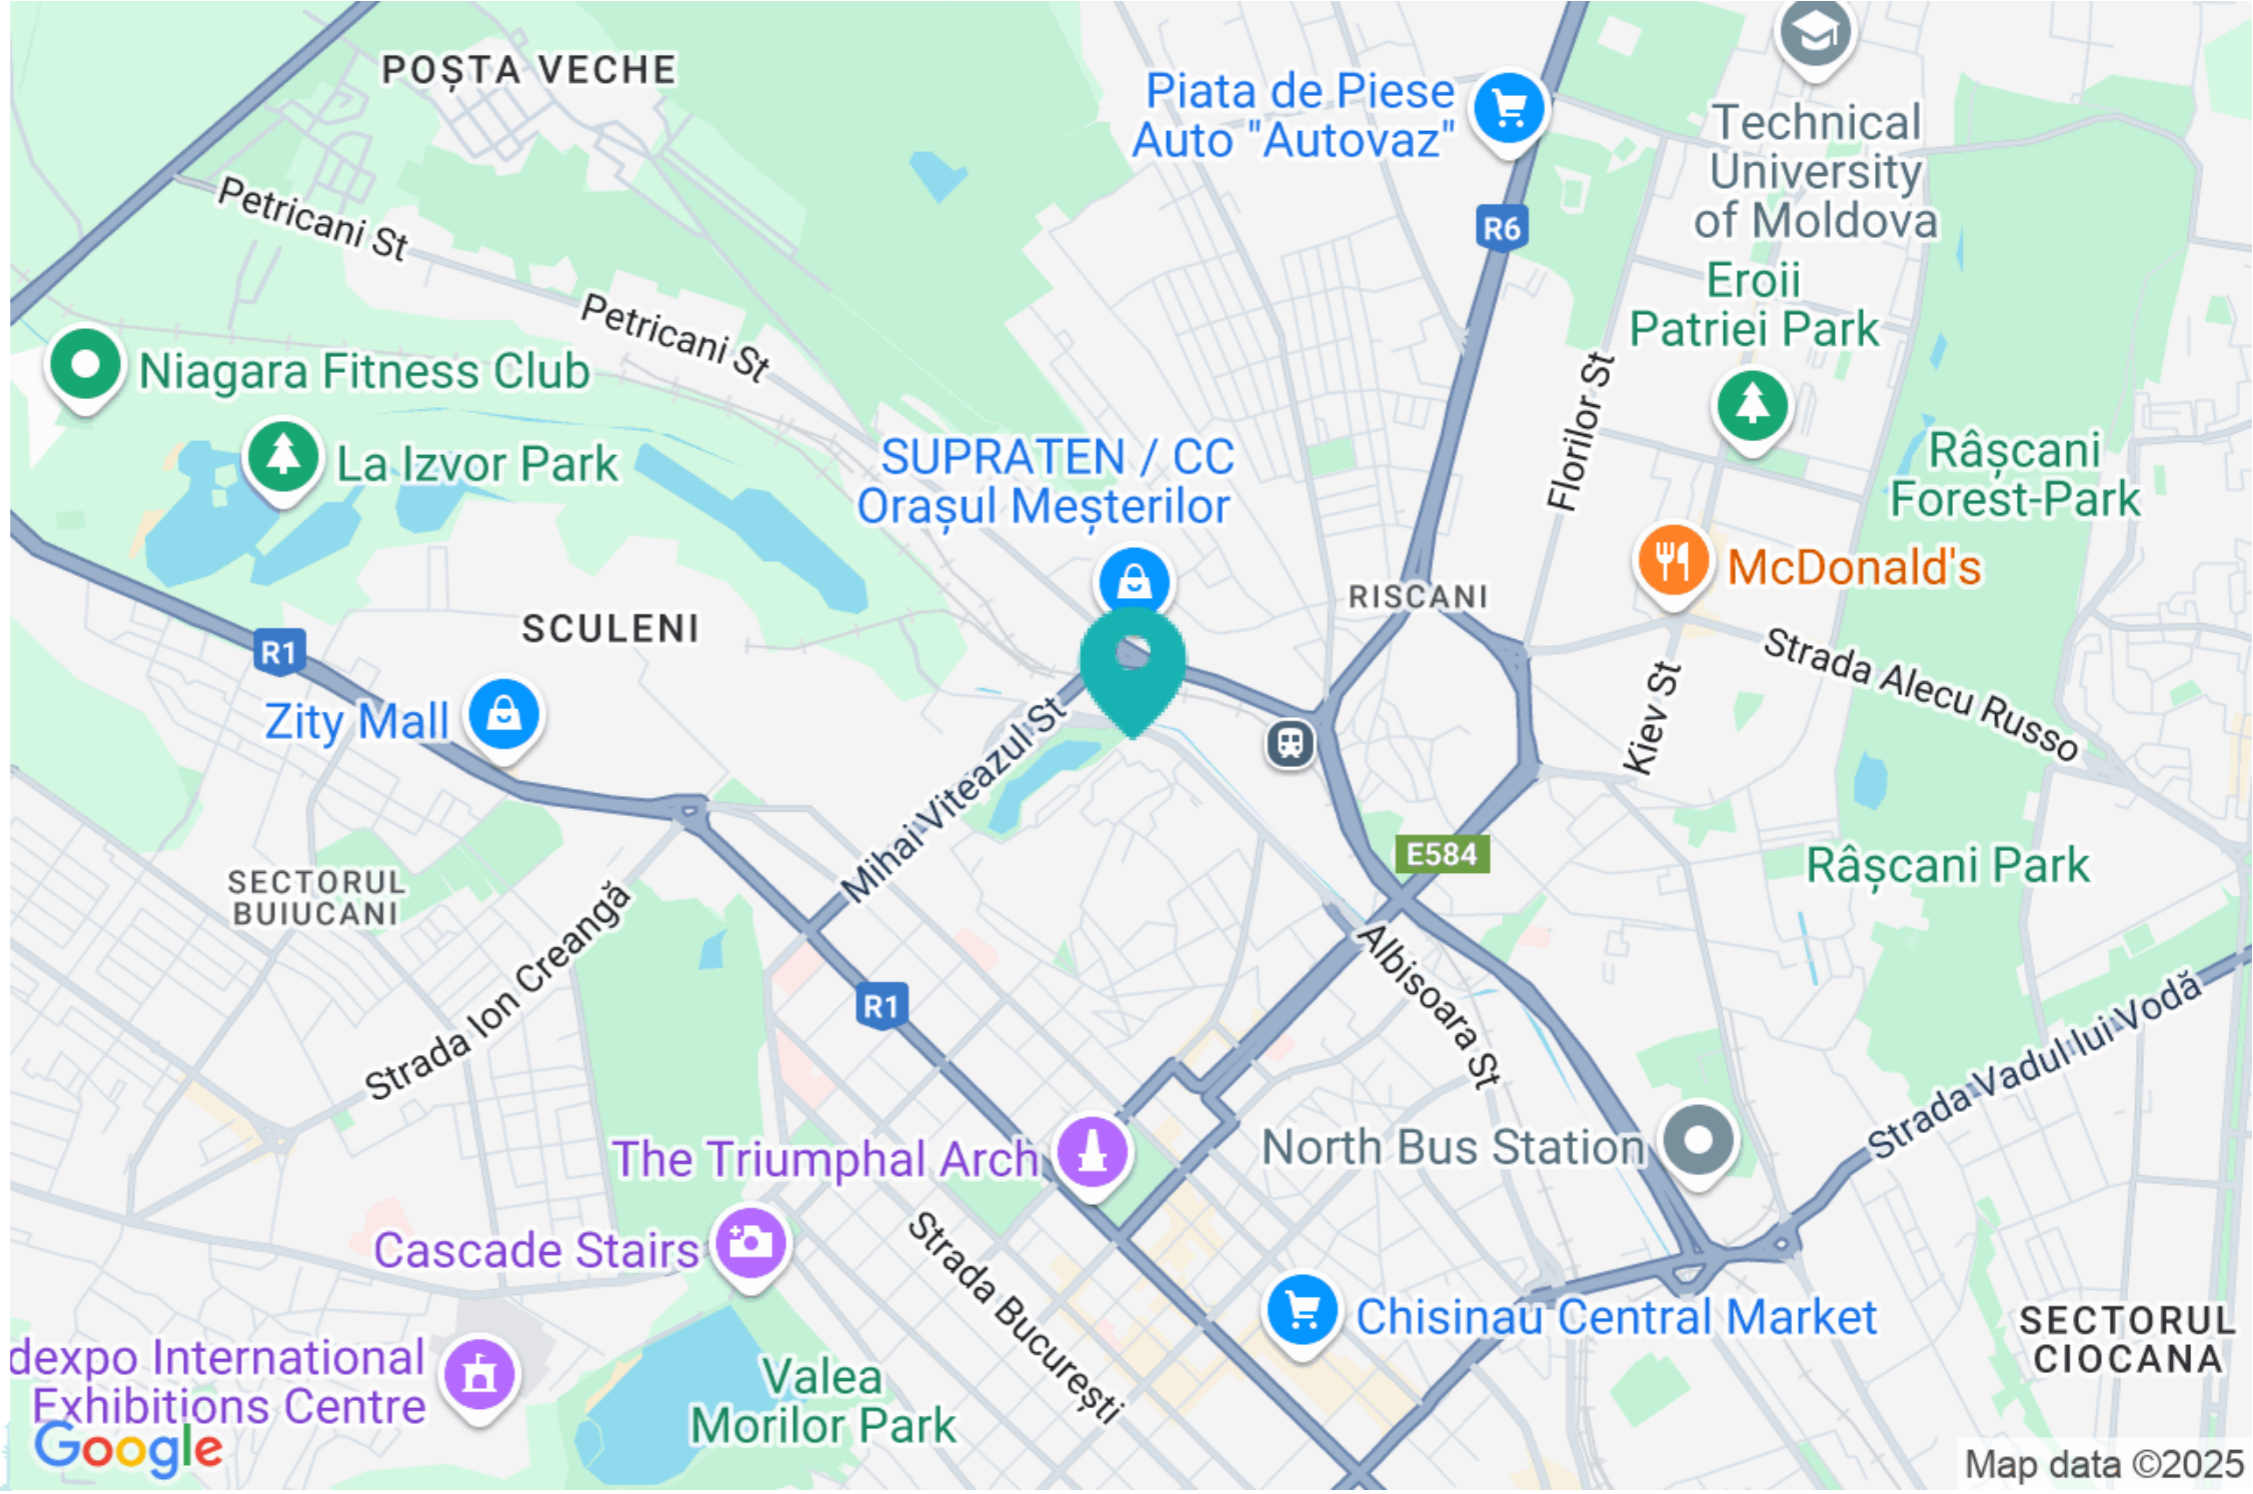 POȘTA VECHE
Piata de Piese
Auto "Autovaz"
Technical
University
of Moldova
R6
Petricani St
Eroii
Patriei Park
Petricani St
Niagara Fitness Club
La Izvor Park
Florilor St
SUPRATEN / CC
Orașul Meșterilor
Râșcani
Forest-Park
McDonald's
RISCANI
SCULENI
R1
Strada Alecu Russo
Zity Mall
Kiev St
Mihai Viteazul St
E584
Râșcani Park
SECTORUL
BUIUCANI
Strada Ion Creangă
R1
Albisoara St
Strada Vadul lui Vodă
The Triumphal Arch
North Bus Station
Cascade Stairs
Strada București
Chisinau Central Market
SECTORUL
CIOCANA
dexpo International
Exhibitions Centre
Valea
Morilor Park
Google
Map data ©2025